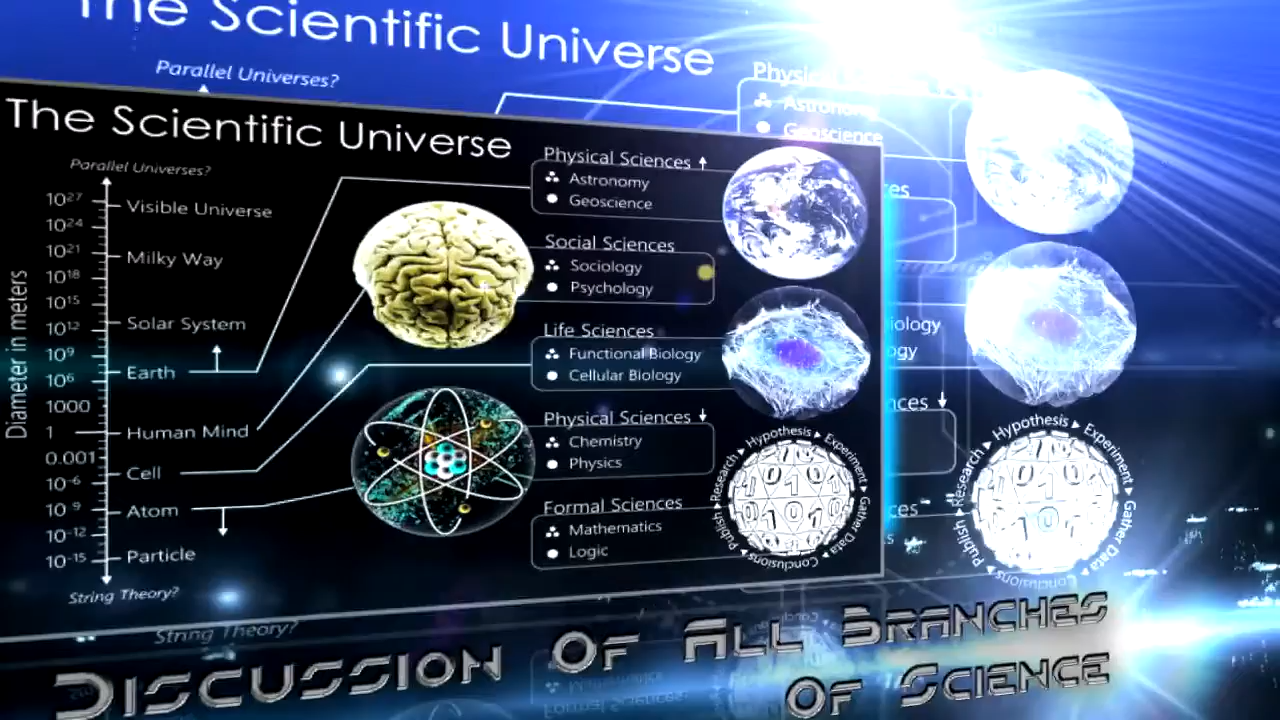 The Scientific Universe
Parallel Universes?
Physical
Astronomy
Geoscience
The Scientific Universe
Parallel Universes?
Diameter in meters
10²⁷
Visible Universe
10²⁴
10²¹
Milky Way
10¹⁸
10¹⁵
10¹²
Solar System
10⁹
Earth
10⁶
1000
1
Human Mind
0.001
Cell
10⁻⁶
10⁻⁹
Atom
10⁻¹²
10⁻¹⁵
Particle
String Theory?
Physical Sciences
Astronomy
Geoscience
Social Sciences
Sociology
Psychology
Life Sciences
Functional Biology
Cellular Biology
Physical Sciences
Chemistry
Physics
Formal Sciences
Mathematics
Logic
Research ▸ Hypothesis ▸ Experiment ▸ Gather Data ▸ Conclusions ▸ Publish
Research ▸ Hypothesis ▸ Experiment ▸ Gather Data ▸ Conclusions ▸ Publish
String Theory?
Discussion of All Branches
of Science